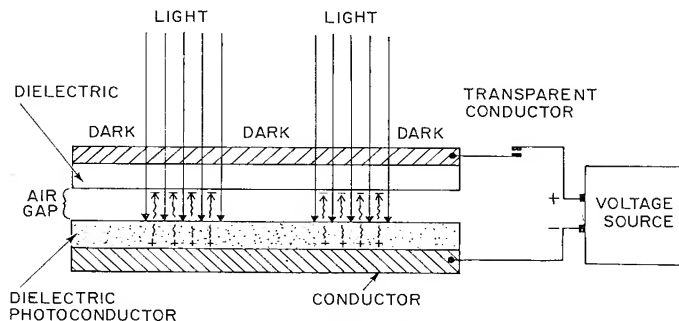 LIGHT LIGHT
DIELECTRIC
TRANSPARENT
CONDUCTOR
DARK DARK DARK
AIR
GAP
+
−
VOLTAGE
SOURCE
− − − − − − − −
+ + + + + + + +
DIELECTRIC
PHOTOCONDUCTOR
CONDUCTOR